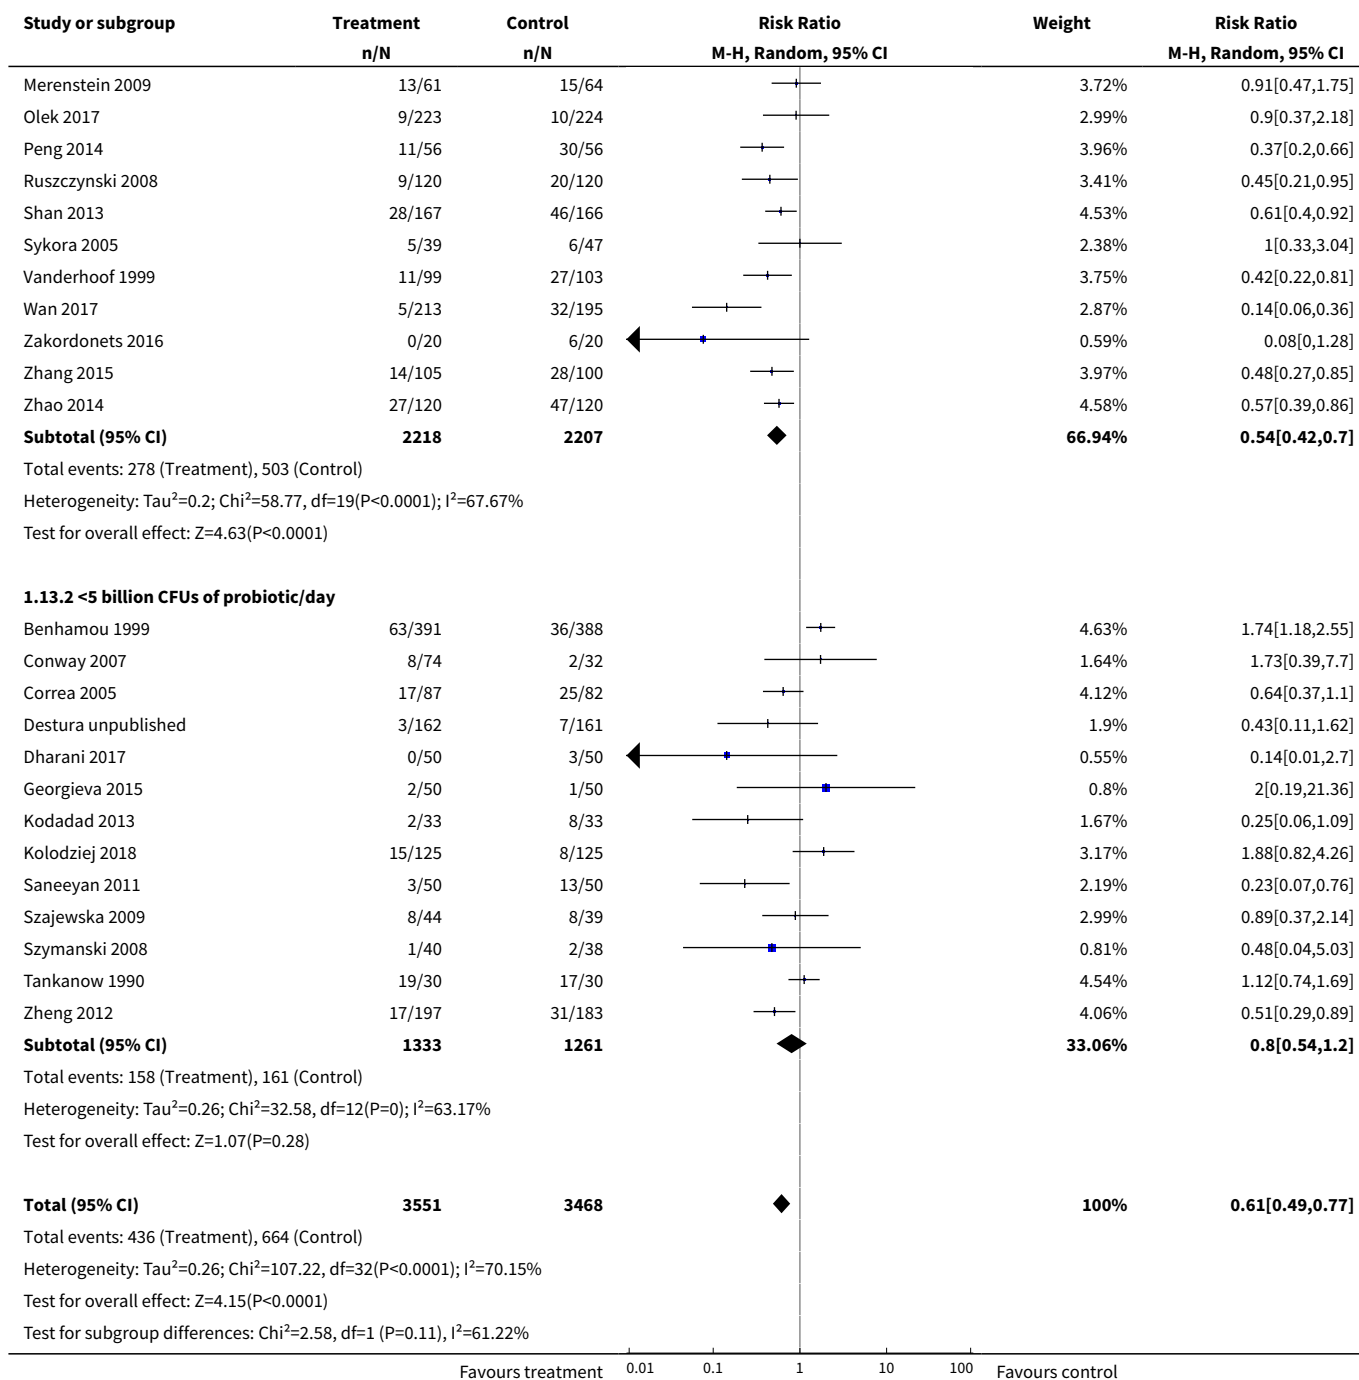 Study or subgroup Treatment Control Risk Ratio Weight Risk Ratio
n/N n/N M-H, Random, 95% CI M-H, Random, 95% CI
Merenstein 2009 13/61 15/64 3.72% 0.91[0.47,1.75]
Olek 2017 9/223 10/224 2.99% 0.9[0.37,2.18]
Peng 2014 11/56 30/56 3.96% 0.37[0.2,0.66]
Ruszczynski 2008 9/120 20/120 3.41% 0.45[0.21,0.95]
Shan 2013 28/167 46/166 4.53% 0.61[0.4,0.92]
Sykora 2005 5/39 6/47 2.38% 1[0.33,3.04]
Vanderhoof 1999 11/99 27/103 3.75% 0.42[0.22,0.81]
Wan 2017 5/213 32/195 2.87% 0.14[0.06,0.36]
Zakordonets 2016 0/20 6/20 0.59% 0.08[0,1.28]
Zhang 2015 14/105 28/100 3.97% 0.48[0.27,0.85]
Zhao 2014 27/120 47/120 4.58% 0.57[0.39,0.86]
Subtotal (95% CI) 2218 2207 66.94% 0.54[0.42,0.7]
Total events: 278 (Treatment), 503 (Control)
Heterogeneity: Tau²=0.2; Chi²=58.77, df=19(P<0.0001); I²=67.67%
Test for overall effect: Z=4.63(P<0.0001)
1.13.2 <5 billion CFUs of probiotic/day
Benhamou 1999 63/391 36/388 4.63% 1.74[1.18,2.55]
Conway 2007 8/74 2/32 1.64% 1.73[0.39,7.7]
Correa 2005 17/87 25/82 4.12% 0.64[0.37,1.1]
Destura unpublished 3/162 7/161 1.9% 0.43[0.11,1.62]
Dharani 2017 0/50 3/50 0.55% 0.14[0.01,2.7]
Georgieva 2015 2/50 1/50 0.8% 2[0.19,21.36]
Kodadad 2013 2/33 8/33 1.67% 0.25[0.06,1.09]
Kolodziej 2018 15/125 8/125 3.17% 1.88[0.82,4.26]
Saneeyan 2011 3/50 13/50 2.19% 0.23[0.07,0.76]
Szajewska 2009 8/44 8/39 2.99% 0.89[0.37,2.14]
Szymanski 2008 1/40 2/38 0.81% 0.48[0.04,5.03]
Tankanow 1990 19/30 17/30 4.54% 1.12[0.74,1.69]
Zheng 2012 17/197 31/183 4.06% 0.51[0.29,0.89]
Subtotal (95% CI) 1333 1261 33.06% 0.8[0.54,1.2]
Total events: 158 (Treatment), 161 (Control)
Heterogeneity: Tau²=0.26; Chi²=32.58, df=12(P=0); I²=63.17%
Test for overall effect: Z=1.07(P=0.28)
Total (95% CI) 3551 3468 100% 0.61[0.49,0.77]
Total events: 436 (Treatment), 664 (Control)
Heterogeneity: Tau²=0.26; Chi²=107.22, df=32(P<0.0001); I²=70.15%
Test for overall effect: Z=4.15(P<0.0001)
Test for subgroup differences: Chi²=2.58, df=1 (P=0.11), I²=61.22%
Favours treatment 0.01 0.1 1 10 100 Favours control